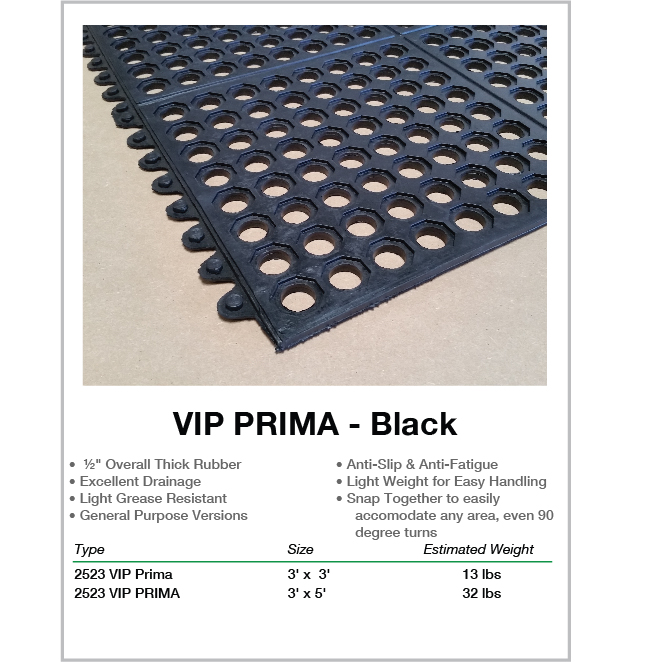 VIP PRIMA - Black
• ½" Overall Thick Rubber
• Excellent Drainage
• Light Grease Resistant
• General Purpose Versions
• Anti-Slip & Anti-Fatigue
• Light Weight for Easy Handling
• Snap Together to easily
accomodate any area, even 90
degree turns
Type Size Estimated Weight
2523 VIP Prima 3' x 3' 13 lbs
2523 VIP PRIMA 3' x 5' 32 lbs